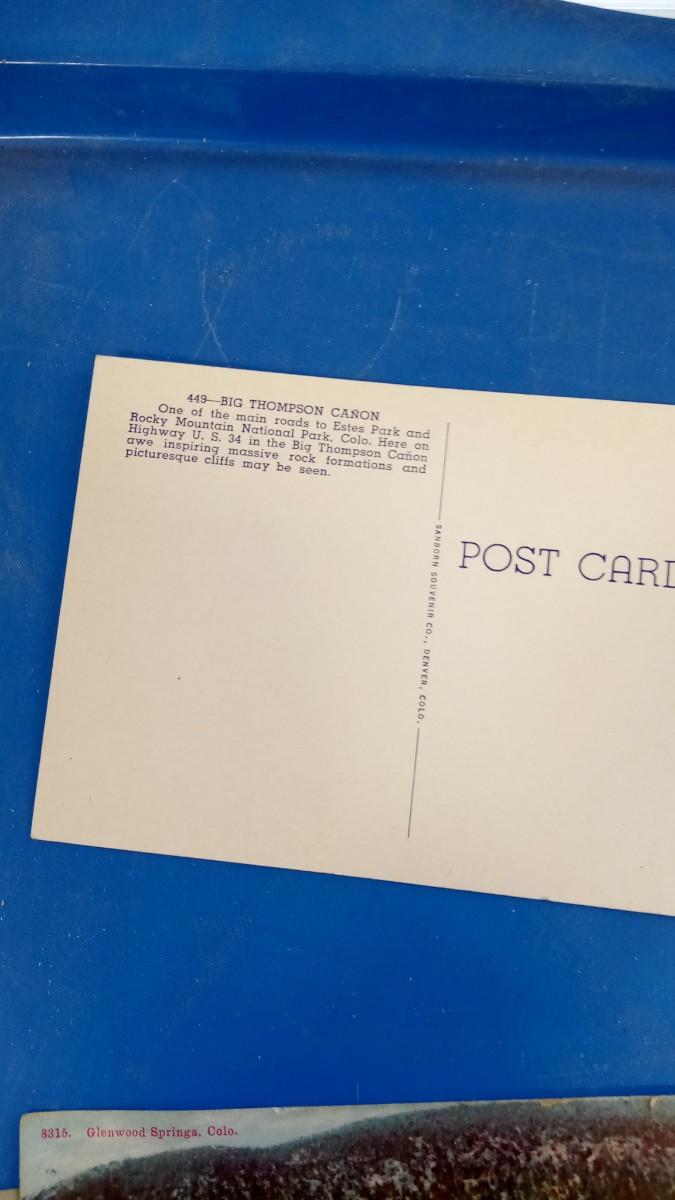 449—BIG THOMPSON CAÑON
One of the main roads to Estes Park and
Rocky Mountain National Park, Colo. Here on
Highway U. S. 34 in the Big Thompson Cañon
awe inspiring massive rock formations and
picturesque cliffs may be seen.
SANBORN SOUVENIR CO., DENVER, COLO.
POST CARD
8315. Glenwood Springs, Colo.